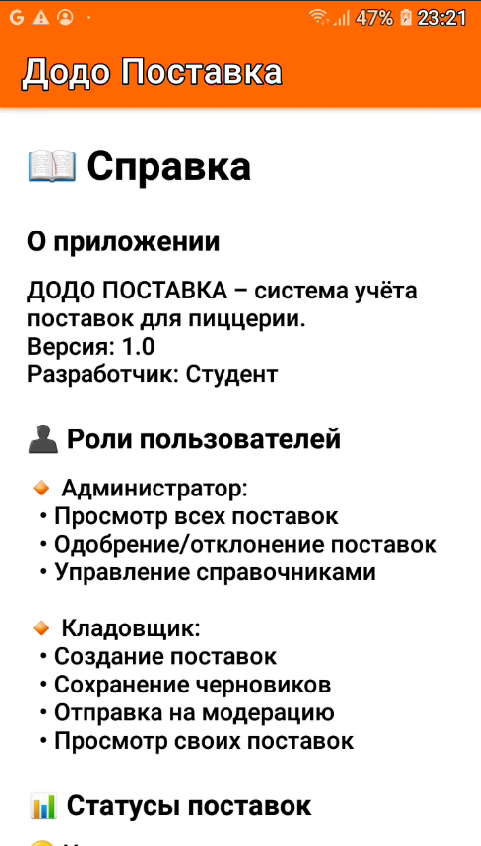 47% 23:21
Додо Поставка
Справка
О приложении
ДОДО ПОСТАВКА – система учёта
поставок для пиццерии.
Версия: 1.0
Разработчик: Студент
Роли пользователей
Администратор:
• Просмотр всех поставок
• Одобрение/отклонение поставок
• Управление справочниками
Кладовщик:
• Создание поставок
• Сохранение черновиков
• Отправка на модерацию
• Просмотр своих поставок
Статусы поставок